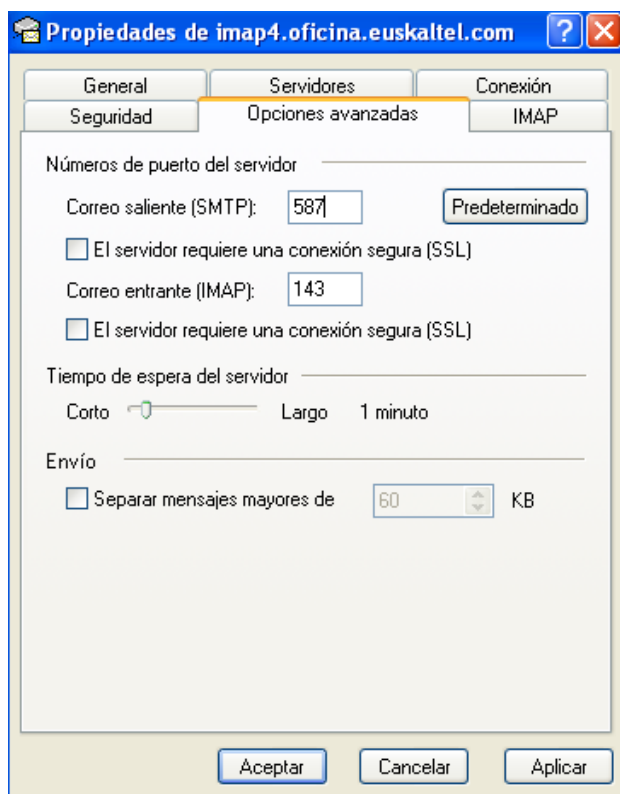 Propiedades de imap4.oficina.euskaltel.com
General Servidores Conexión
Seguridad Opciones avanzadas IMAP
Números de puerto del servidor
Correo saliente (SMTP): 587 Predeterminado
El servidor requiere una conexión segura (SSL)
Correo entrante (IMAP): 143
El servidor requiere una conexión segura (SSL)
Tiempo de espera del servidor
Corto Largo 1 minuto
Envío
Separar mensajes mayores de 60 KB
Aceptar Cancelar Aplicar